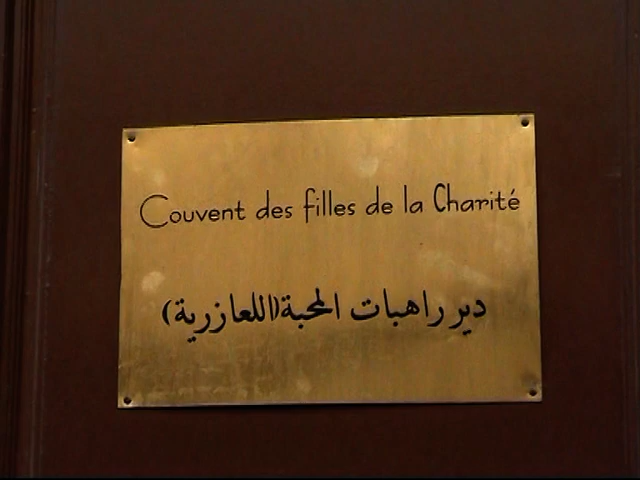 Couvent des filles de la Charité
دير راهبات المحبة (اللعازرية)